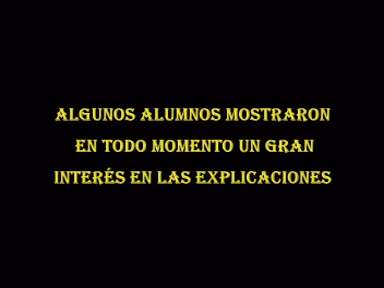 ALGUNOS ALUMNOS MOSTRARON
EN TODO MOMENTO UN GRAN
INTERÉS EN LAS EXPLICACIONES